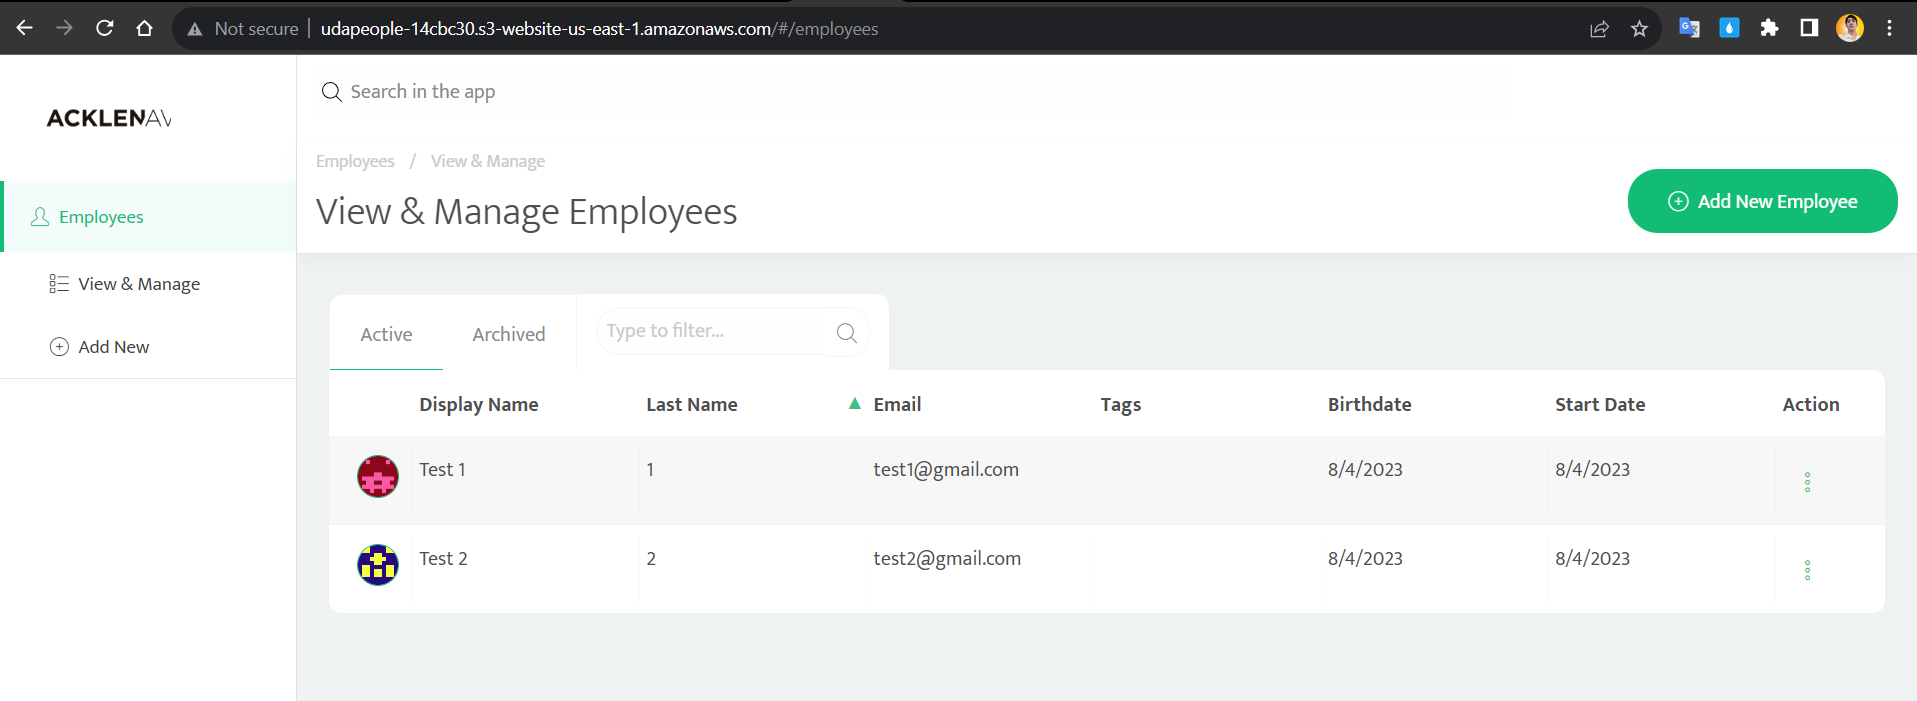 Not secure | udapeople-14cbc30.s3-website-us-east-1.amazonaws.com/#/employees
Search in the app
ACKLENAV
Employees / View & Manage
View & Manage Employees
Add New Employee
Employees
View & Manage
Add New
Active Archived Type to filter...
Display Name Last Name ▲ Email Tags Birthdate Start Date Action
Test 1 1 test1@gmail.com 8/4/2023 8/4/2023
Test 2 2 test2@gmail.com 8/4/2023 8/4/2023